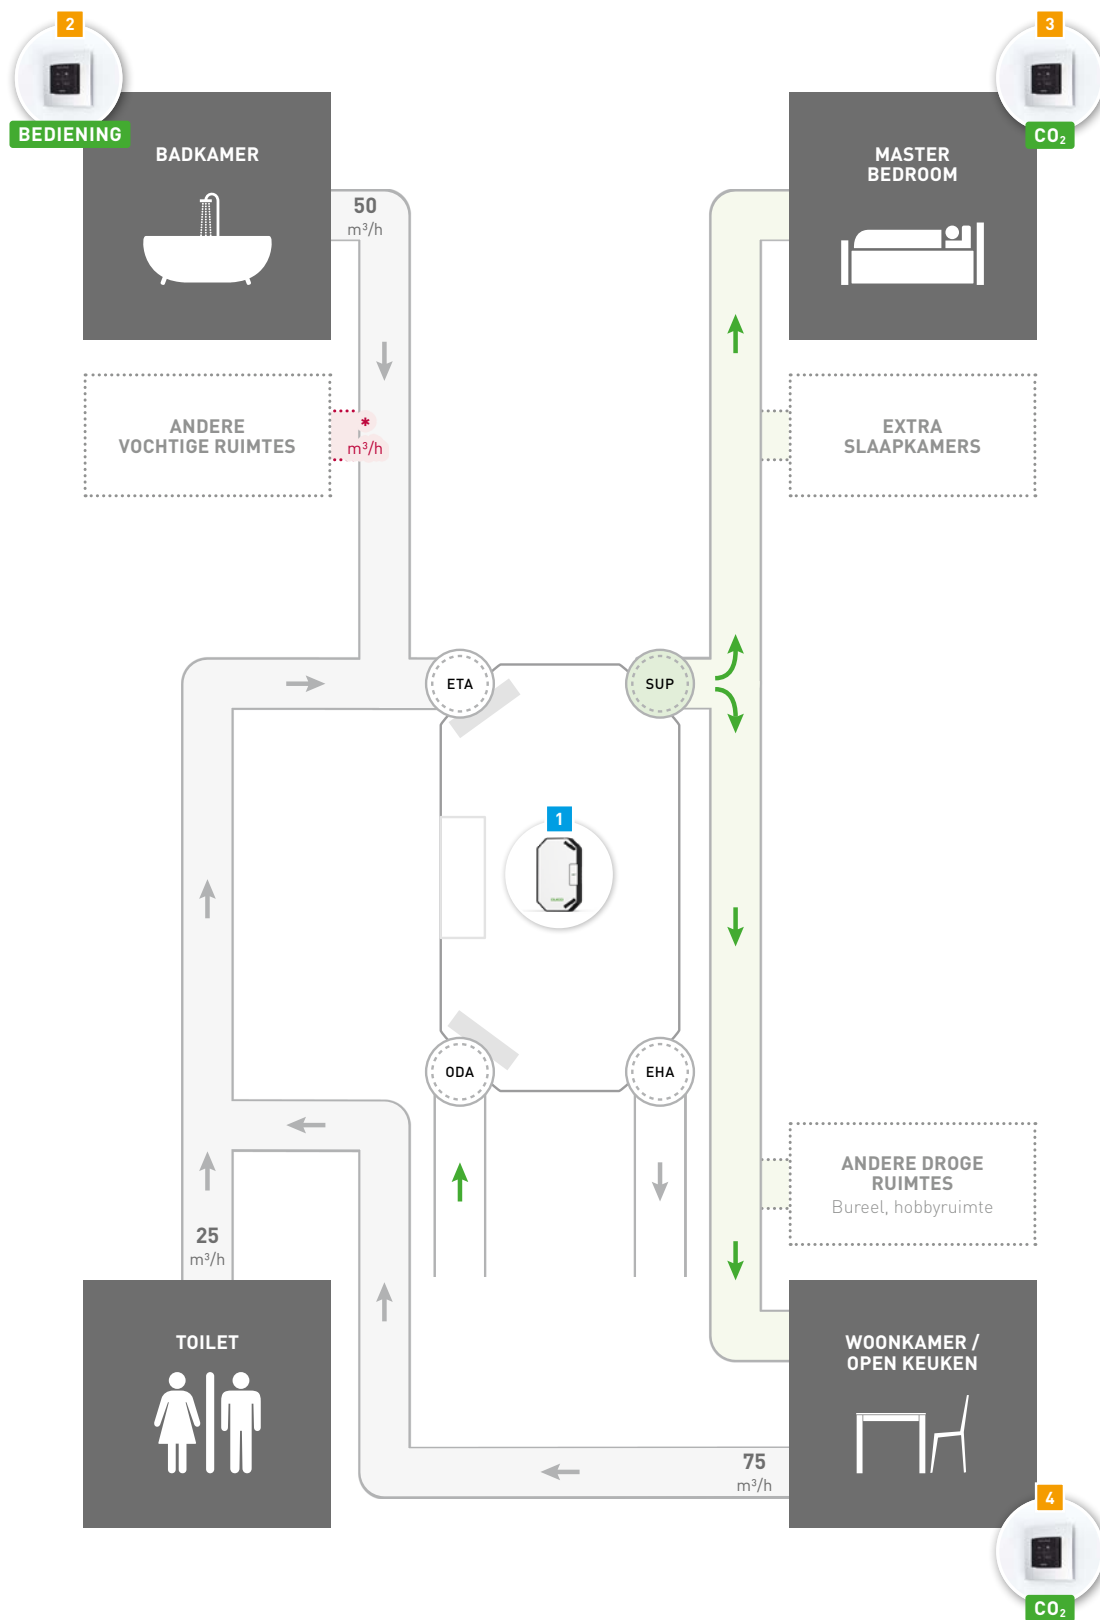 2
BEDIENING
BADKAMER
50
m³/h
3
CO₂
MASTER
BEDROOM
ANDERE
VOCHTIGE RUIMTES
*
m³/h
EXTRA
SLAAPKAMERS
ETA
SUP
1
ODA
EHA
ANDERE DROGE
RUIMTES
Bureel, hobbyruimte
25
m³/h
TOILET
WOONKAMER /
OPEN KEUKEN
75
m³/h
4
CO₂